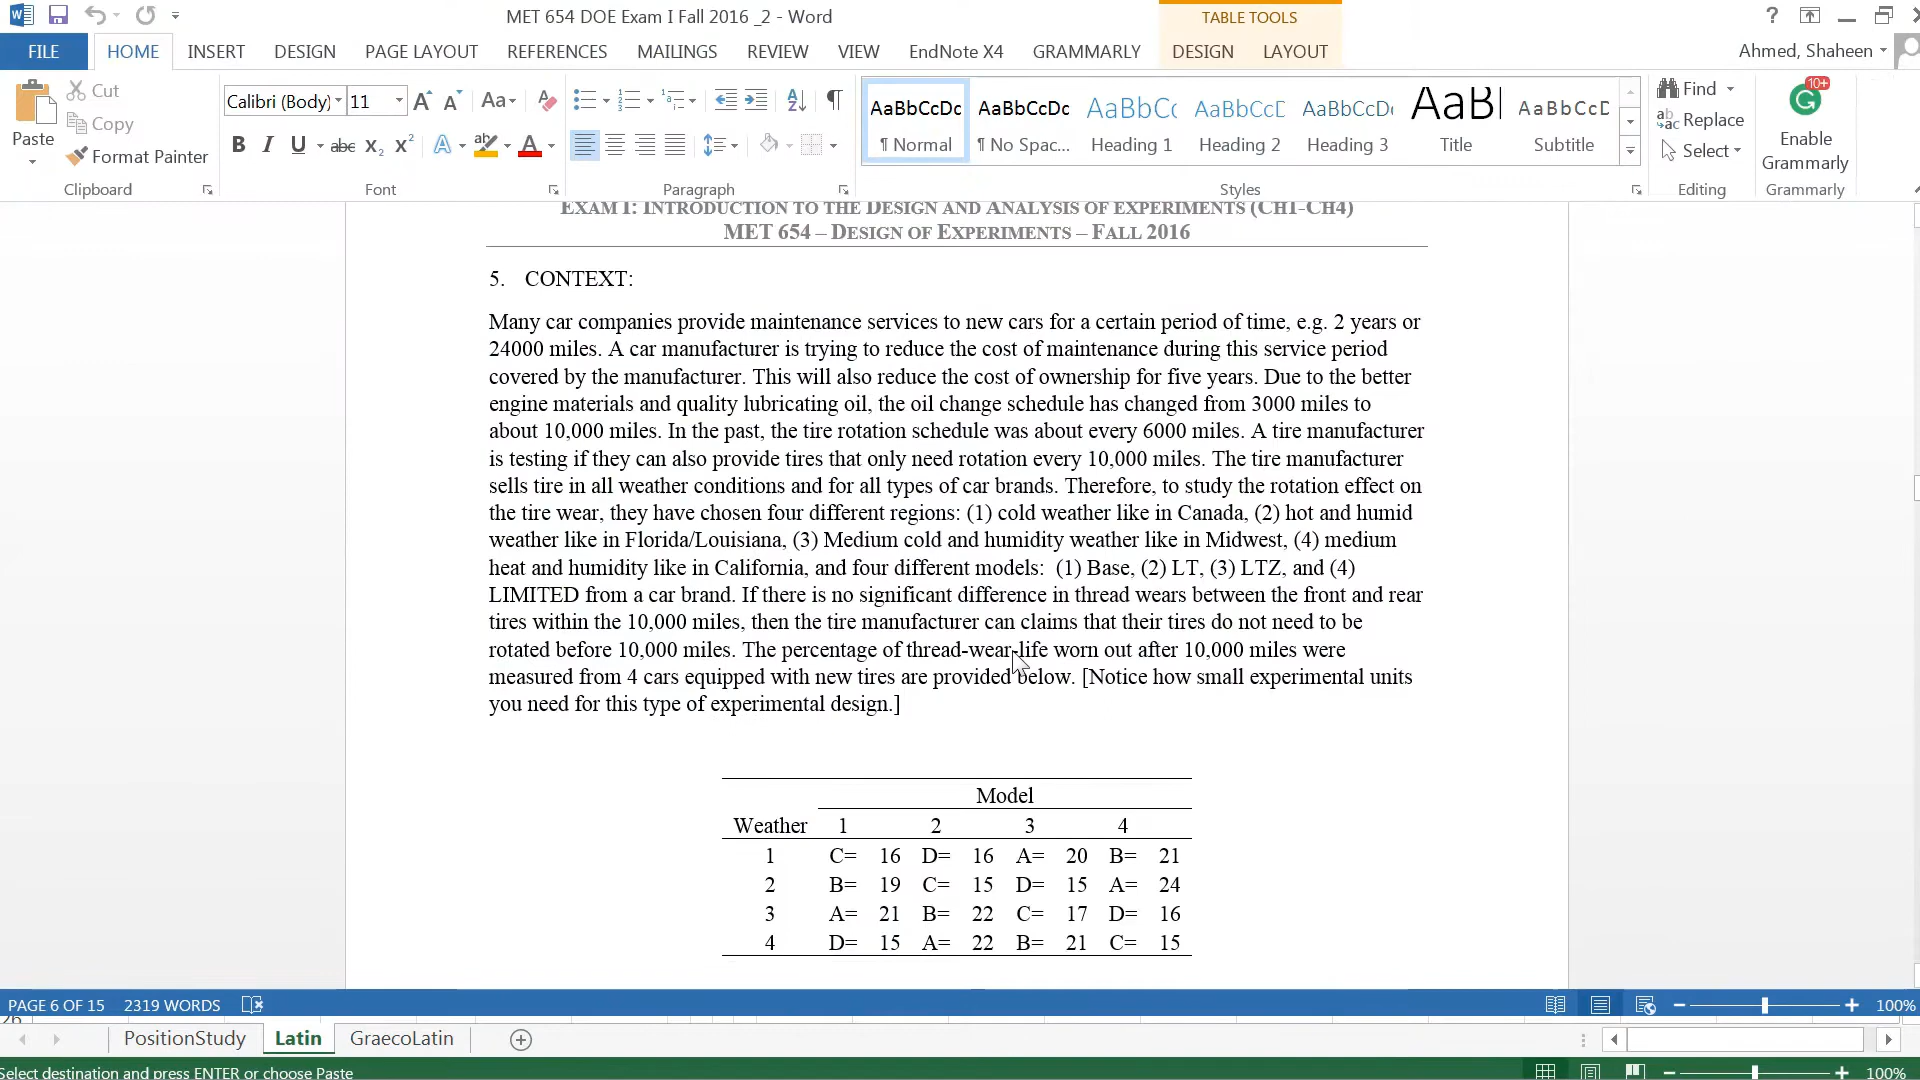 MET 654 DOE Exam I Fall 2016 _2 - Word
TABLE TOOLS
?
FILE HOME INSERT DESIGN PAGE LAYOUT REFERENCES MAILINGS REVIEW VIEW EndNote X4 GRAMMARLY DESIGN LAYOUT
Ahmed, Shaheen
Paste
Cut
Copy
Format Painter
Clipboard
Calibri (Body) 11
Font
Paragraph
AaBbCcDc AaBbCcDc AaBbCc AaBbCcD AaBbCcDc AaBl AaBbCcD
¶ Normal ¶ No Spac... Heading 1 Heading 2 Heading 3 Title Subtitle
Styles
Find
Replace
Select
Editing
10+
Enable
Grammarly
Grammarly
EXAM I: INTRODUCTION TO THE DESIGN AND ANALYSIS OF EXPERIMENTS (CH1-CH4)
MET 654 – DESIGN OF EXPERIMENTS – FALL 2016
5. CONTEXT:
Many car companies provide maintenance services to new cars for a certain period of time, e.g. 2 years or
24000 miles. A car manufacturer is trying to reduce the cost of maintenance during this service period
covered by the manufacturer. This will also reduce the cost of ownership for five years. Due to the better
engine materials and quality lubricating oil, the oil change schedule has changed from 3000 miles to
about 10,000 miles. In the past, the tire rotation schedule was about every 6000 miles. A tire manufacturer
is testing if they can also provide tires that only need rotation every 10,000 miles. The tire manufacturer
sells tire in all weather conditions and for all types of car brands. Therefore, to study the rotation effect on
the tire wear, they have chosen four different regions: (1) cold weather like in Canada, (2) hot and humid
weather like in Florida/Louisiana, (3) Medium cold and humidity weather like in Midwest, (4) medium
heat and humidity like in California, and four different models: (1) Base, (2) LT, (3) LTZ, and (4)
LIMITED from a car brand. If there is no significant difference in thread wears between the front and rear
tires within the 10,000 miles, then the tire manufacturer can claims that their tires do not need to be
rotated before 10,000 miles. The percentage of thread-wear-life worn out after 10,000 miles were
measured from 4 cars equipped with new tires are provided below. [Notice how small experimental units
you need for this type of experimental design.]
Model
Weather 1 2 3 4
1 C= 16 D= 16 A= 20 B= 21
2 B= 19 C= 15 D= 15 A= 24
3 A= 21 B= 22 C= 17 D= 16
4 D= 15 A= 22 B= 21 C= 15
PAGE 6 OF 15 2319 WORDS 100%
PositionStudy Latin GraecoLatin
Select destination and press ENTER or choose Paste 100%